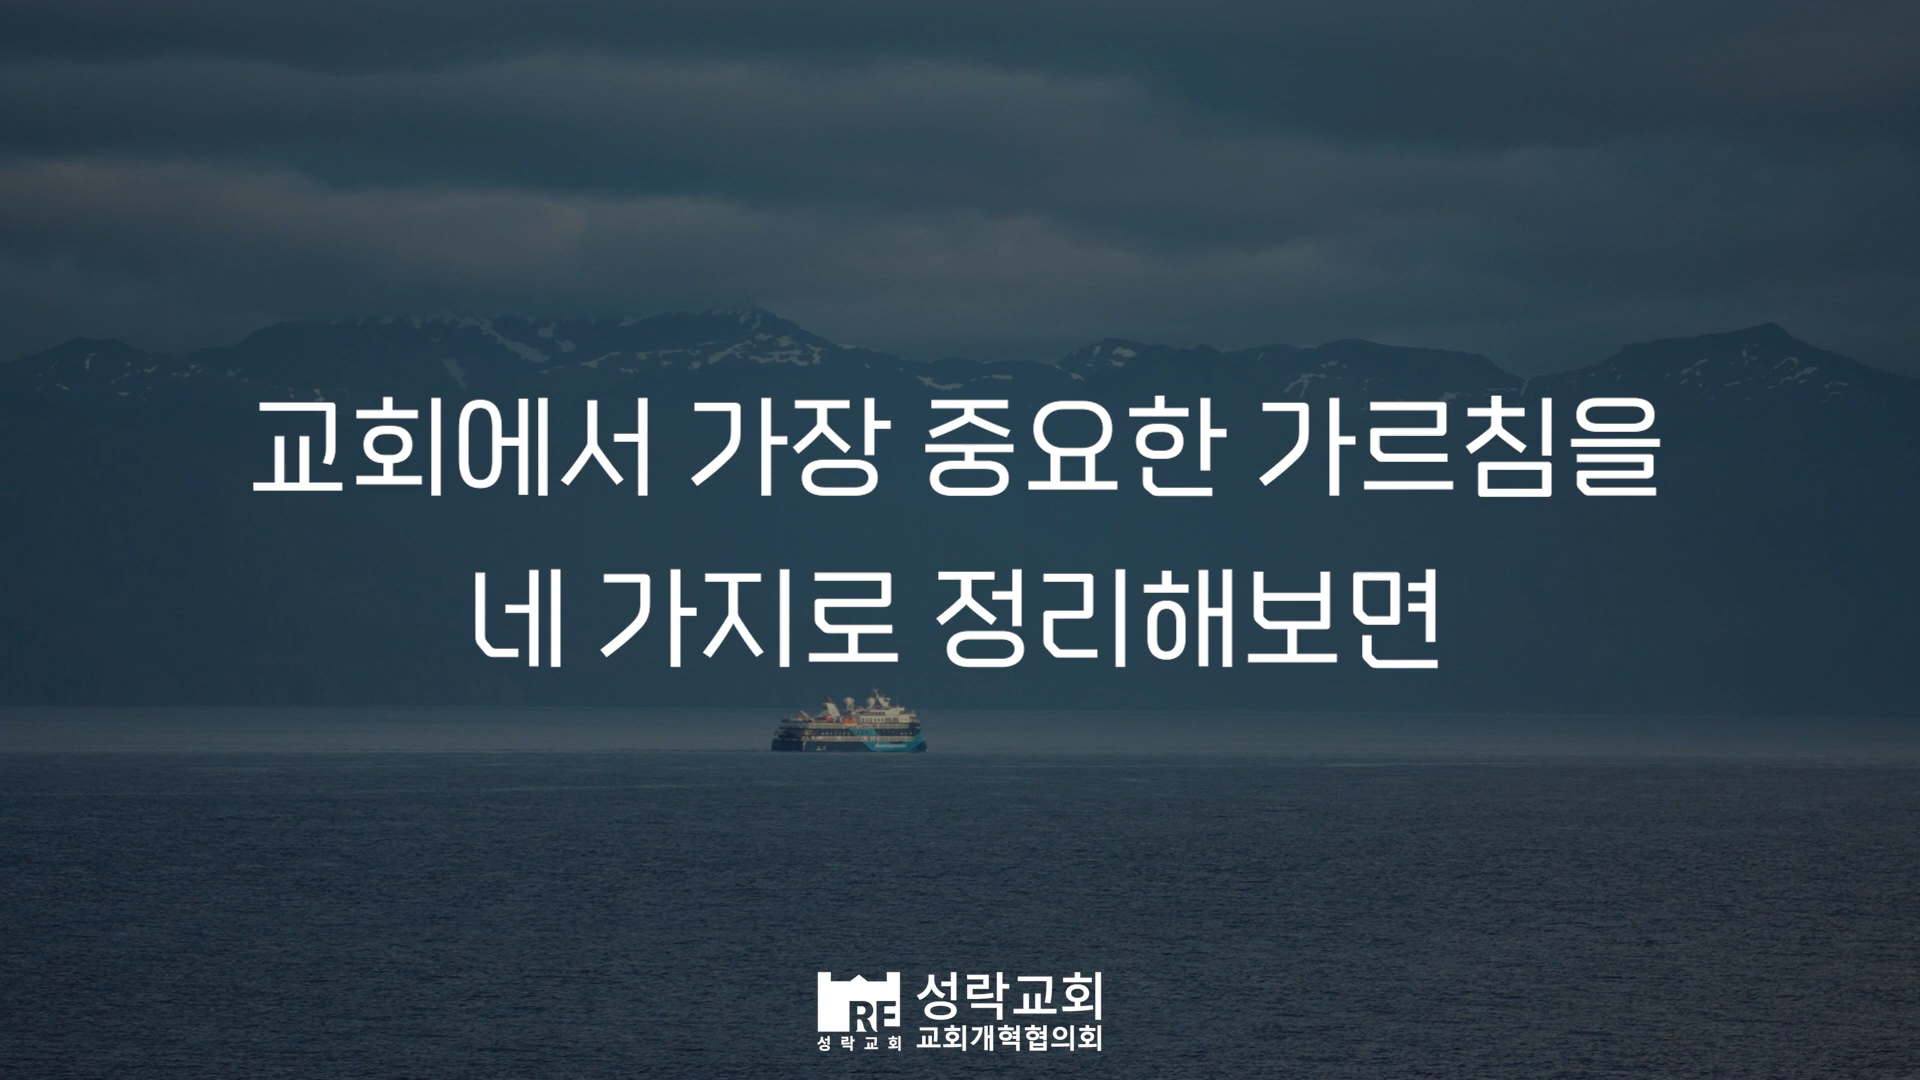 교회에서 가장 중요한 가르침을
네 가지로 정리해보면
RE
성락교회
성락교회
교회개혁협의회